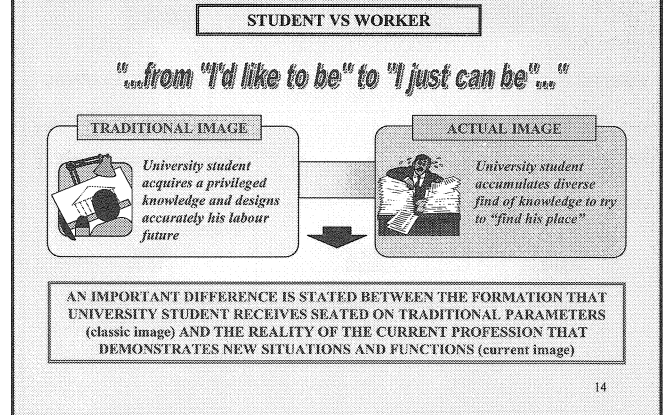 STUDENT VS WORKER
"...from "I'd like to be" to "I just can be"..."
TRADITIONAL IMAGE
University student
acquires a privileged
knowledge and designs
accurately his labour
future
ACTUAL IMAGE
University student
accumulates diverse
find of knowledge to try
to "find his place"
AN IMPORTANT DIFFERENCE IS STATED BETWEEN THE FORMATION THAT
UNIVERSITY STUDENT RECEIVES SEATED ON TRADITIONAL PARAMETERS
(classic image) AND THE REALITY OF THE CURRENT PROFESSION THAT
DEMONSTRATES NEW SITUATIONS AND FUNCTIONS (current image)
14